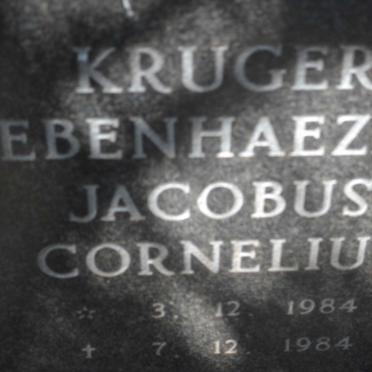 KRUGER
EBENHAEZ
JACOBUS
CORNELIU
☆ 3. 12 1984
✝ 7. 12 1984